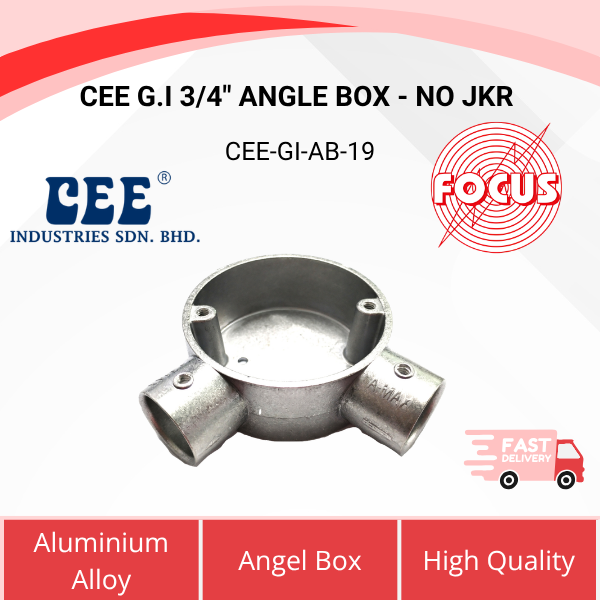 CEE G.I 3/4" ANGLE BOX - NO JKR
CEE-GI-AB-19
CEE®
INDUSTRIES SDN. BHD.
FOCUS
A-MAX
FAST
DELIVERY
Aluminium
Alloy
Angel Box
High Quality